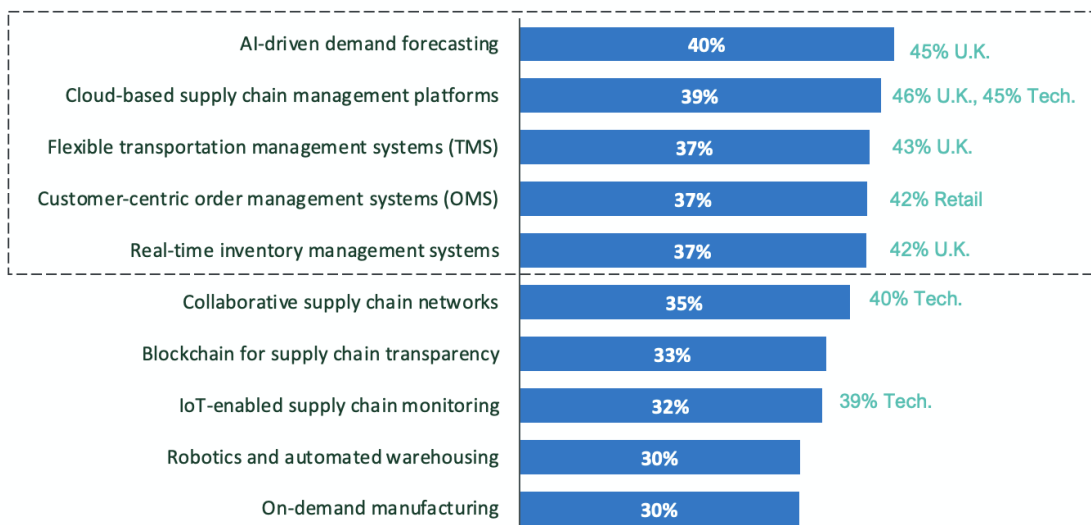 AI-driven demand forecasting 40% 45% U.K.
Cloud-based supply chain management platforms 39% 46% U.K., 45% Tech.
Flexible transportation management systems (TMS) 37% 43% U.K.
Customer-centric order management systems (OMS) 37% 42% Retail
Real-time inventory management systems 37% 42% U.K.
Collaborative supply chain networks 35% 40% Tech.
Blockchain for supply chain transparency 33%
IoT-enabled supply chain monitoring 32% 39% Tech.
Robotics and automated warehousing 30%
On-demand manufacturing 30%